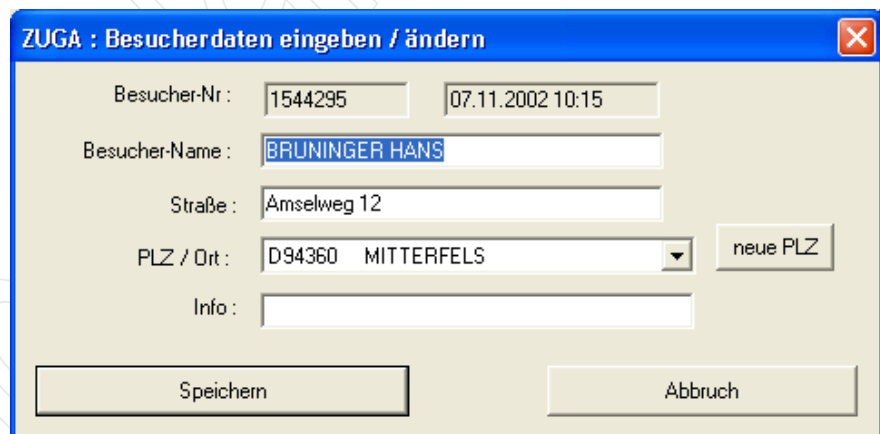 ZUGA : Besucherdaten eingeben / ändern
Besucher-Nr : 1544295 07.11.2002 10:15
Besucher-Name : BRUNINGER HANS
Straße : Amselweg 12
PLZ / Ort : D94360 MITTERFELS neue PLZ
Info :
Speichern Abbruch